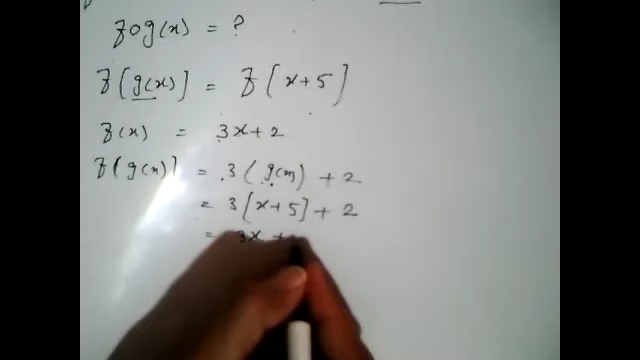 fog(x) = ?
f[g(x)] = f[x+5]
f(x) = 3x+2
f[g(x)] = 3(g(x)) + 2
= 3[x+5] + 2
= 3x +